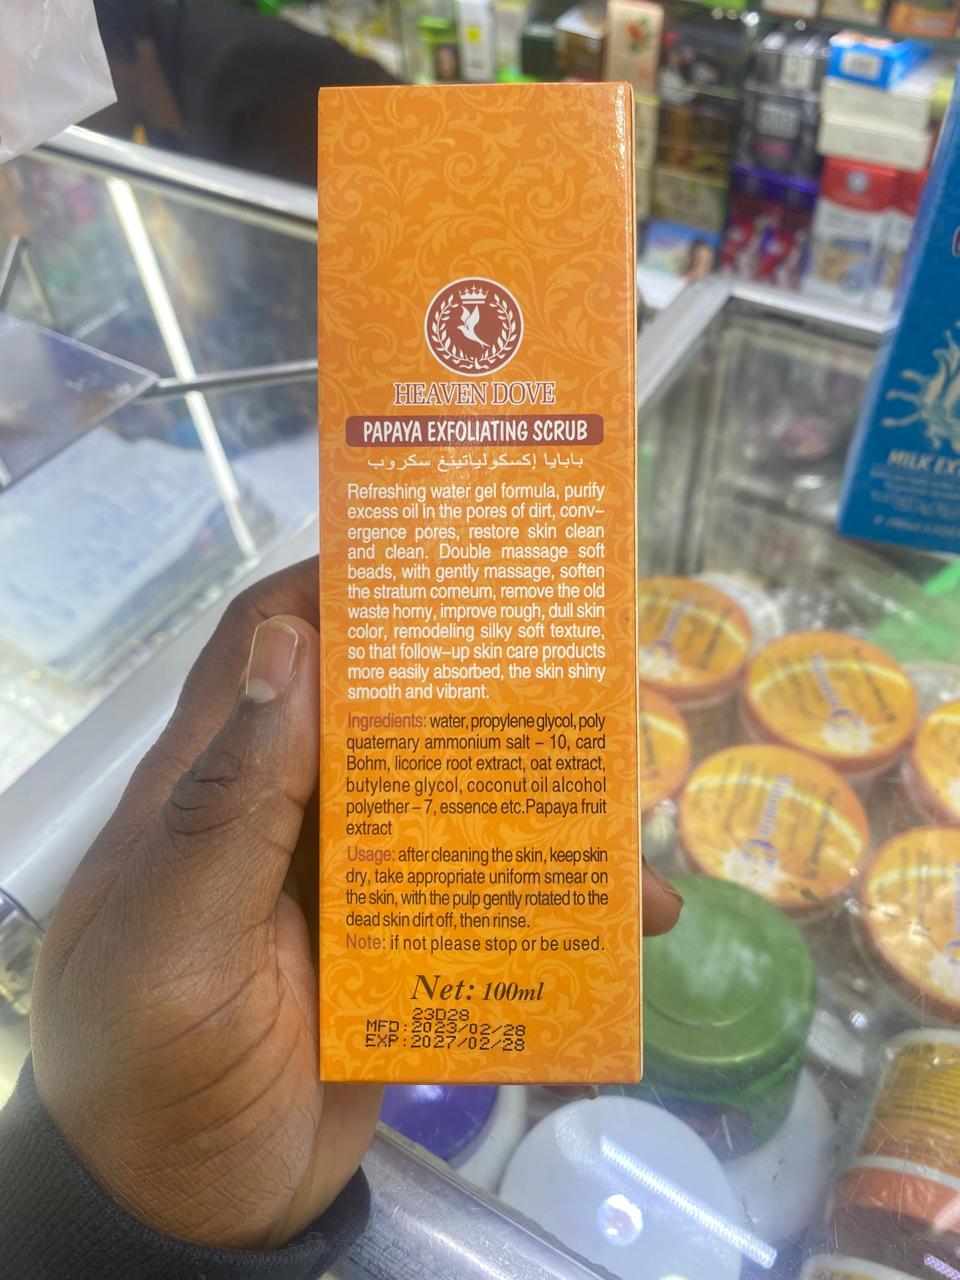 HEAVEN DOVE
PAPAYA EXFOLIATING SCRUB
بابايا إكسكولياتينغ سكروب
Refreshing water gel formula, purify
excess oil in the pores of dirt, conv-
ergence pores, restore skin clean
and clean. Double massage soft
beads, with gently massage, soften
the stratum corneum, remove the old
waste horny, improve rough, dull skin
color, remodeling silky soft texture,
so that follow-up skin care products
more easily absorbed, the skin shiny
smooth and vibrant.
Ingredients: water, propylene glycol, poly
quaternary ammonium salt – 10, card
Bohm, licorice root extract, oat extract,
butylene glycol, coconut oil alcohol
polyether – 7, essence etc.Papaya fruit
extract
Usage: after cleaning the skin, keep skin
dry, take appropriate uniform smear on
the skin, with the pulp gently rotated to the
dead skin dirt off, then rinse.
Note: if not please stop or be used.
Net: 100ml
23D28
MFD:2023/02/28
EXP:2027/02/28
MILK